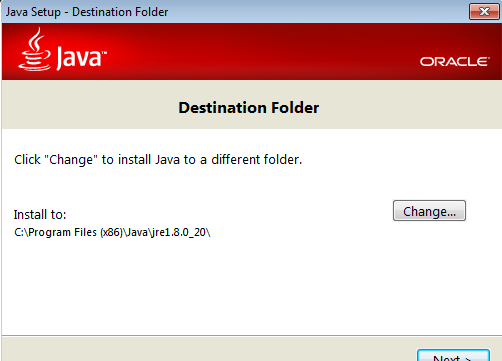 Java Setup - Destination Folder
Java™
ORACLE
Destination Folder
Click "Change" to install Java to a different folder.
Install to:
Change...
C:\Program Files (x86)\Java\jre1.8.0_20\
Next >